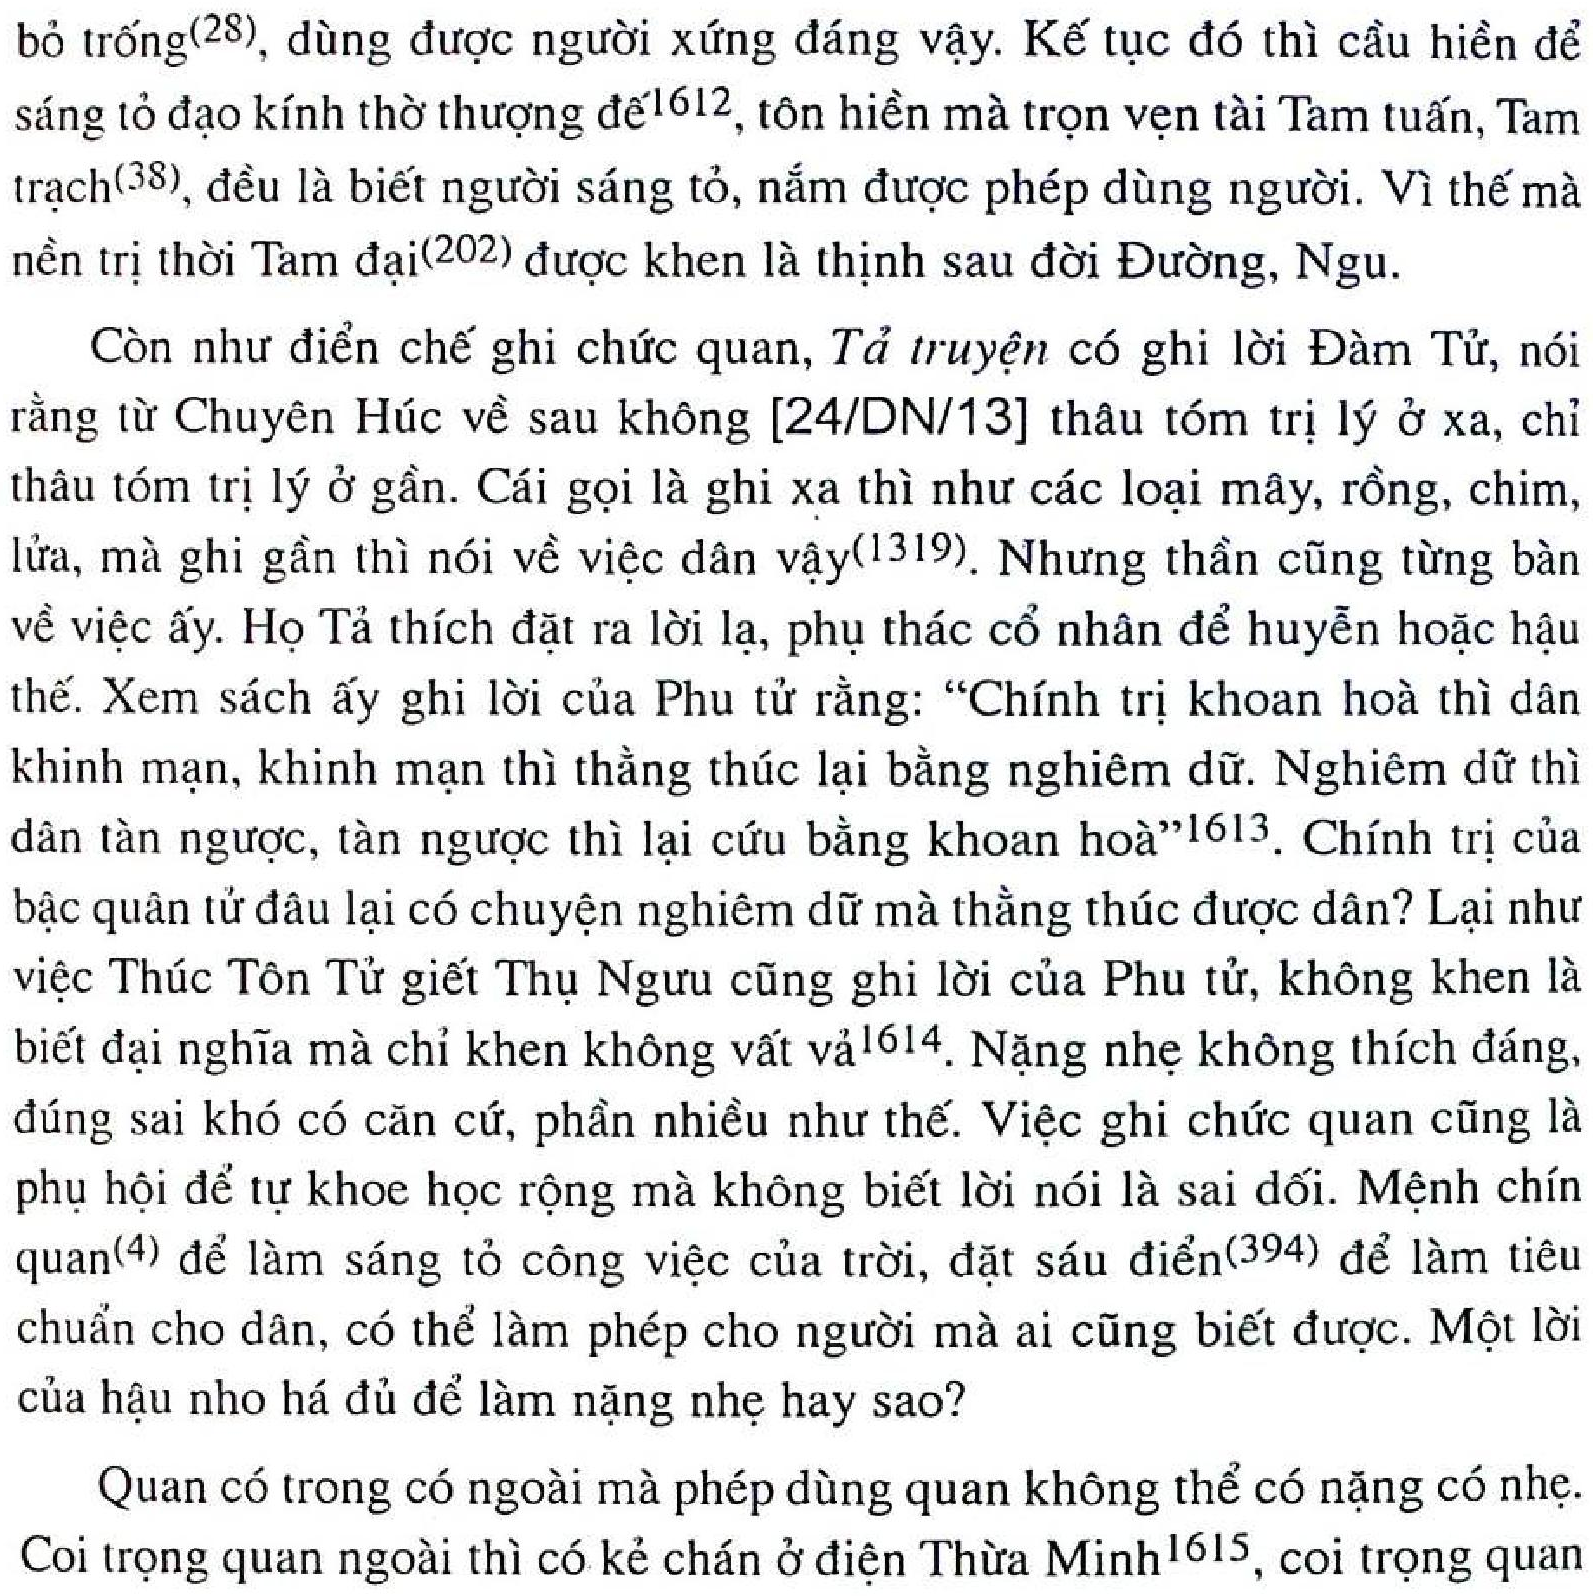 bỏ trống(28), dùng được người xứng đáng vậy. Kế tục đó thì cầu hiền để
sáng tỏ đạo kính thờ thượng đế1612, tôn hiền mà trọn vẹn tài Tam tuấn, Tam
trạch(38), đều là biết người sáng tỏ, nắm được phép dùng người. Vì thế mà
nền trị thời Tam đại(202) được khen là thịnh sau đời Đường, Ngu.
Còn như điển chế ghi chức quan, Tả truyện có ghi lời Đàm Tử, nói
rằng từ Chuyên Húc về sau không [24/DN/13] thâu tóm trị lý ở xa, chỉ
thâu tóm trị lý ở gần. Cái gọi là ghi xa thì như các loại mây, rồng, chim,
lửa, mà ghi gần thì nói về việc dân vậy(1319). Nhưng thần cũng từng bàn
về việc ấy. Họ Tả thích đặt ra lời lạ, phụ thác cổ nhân để huyễn hoặc hậu
thế. Xem sách ấy ghi lời của Phu tử rằng: “Chính trị khoan hoà thì dân
khinh mạn, khinh mạn thì thằng thúc lại bằng nghiêm dữ. Nghiêm dữ thì
dân tàn ngược, tàn ngược thì lại cứu bằng khoan hoà”1613. Chính trị của
bậc quân tử đâu lại có chuyện nghiêm dữ mà thằng thúc được dân? Lại như
việc Thúc Tôn Tử giết Thụ Ngưu cũng ghi lời của Phu tử, không khen là
biết đại nghĩa mà chỉ khen không vất vả1614. Nặng nhẹ không thích đáng,
đúng sai khó có căn cứ, phần nhiều như thế. Việc ghi chức quan cũng là
phụ hội để tự khoe học rộng mà không biết lời nói là sai dối. Mệnh chín
quan(4) để làm sáng tỏ công việc của trời, đặt sáu điển(394) để làm tiêu
chuẩn cho dân, có thể làm phép cho người mà ai cũng biết được. Một lời
của hậu nho há đủ để làm nặng nhẹ hay sao?
Quan có trong có ngoài mà phép dùng quan không thể có nặng có nhẹ.
Coi trọng quan ngoài thì có kẻ chán ở điện Thừa Minh1615, coi trọng quan